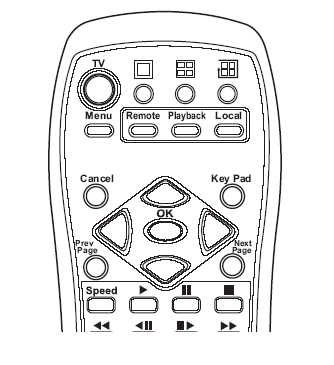 TV
Menu Remote Playback Local
Cancel Key Pad
OK
Prev Page Next Page
Speed